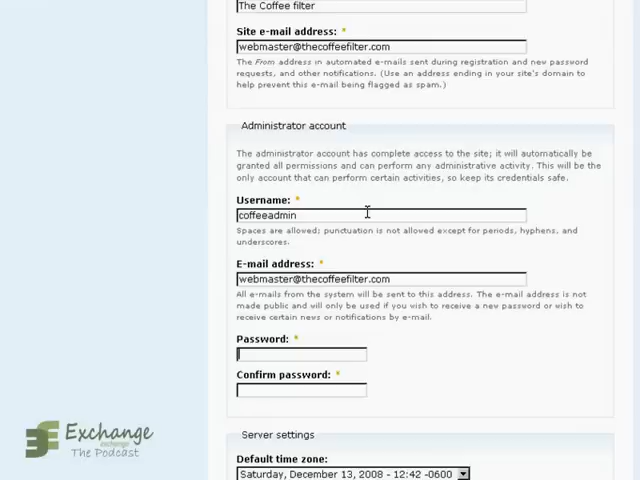 The Coffee filter
Site e-mail address: *
webmaster@thecoffeefilter.com
The From address in automated e-mails sent during registration and new password
requests, and other notifications. (Use an address ending in your site's domain to
help prevent this e-mail being flagged as spam.)
Administrator account
The administrator account has complete access to the site; it will automatically be
granted all permissions and can perform any administrative activity. This will be the
only account that can perform certain activities, so keep its credentials safe.
Username: *
coffeeadmin
Spaces are allowed; punctuation is not allowed except for periods, hyphens, and
underscores.
E-mail address: *
webmaster@thecoffeefilter.com
All e-mails from the system will be sent to this address. The e-mail address is not
made public and will only be used if you wish to receive a new password or wish to
receive certain news or notifications by e-mail.
Password: *
Confirm password: *
Exchange
exchange
The Podcast
Server settings
Default time zone:
Saturday, December 13, 2008 - 12:42 -0600